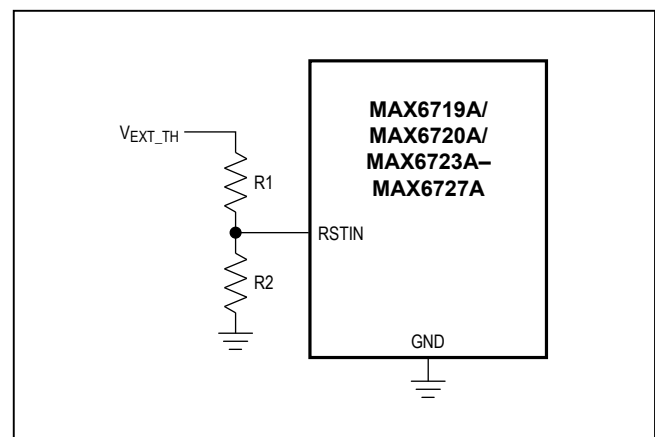 MAX6719A/
MAX6720A/
MAX6723A–
MAX6727A
VEXT_TH
R1
RSTIN
R2
GND